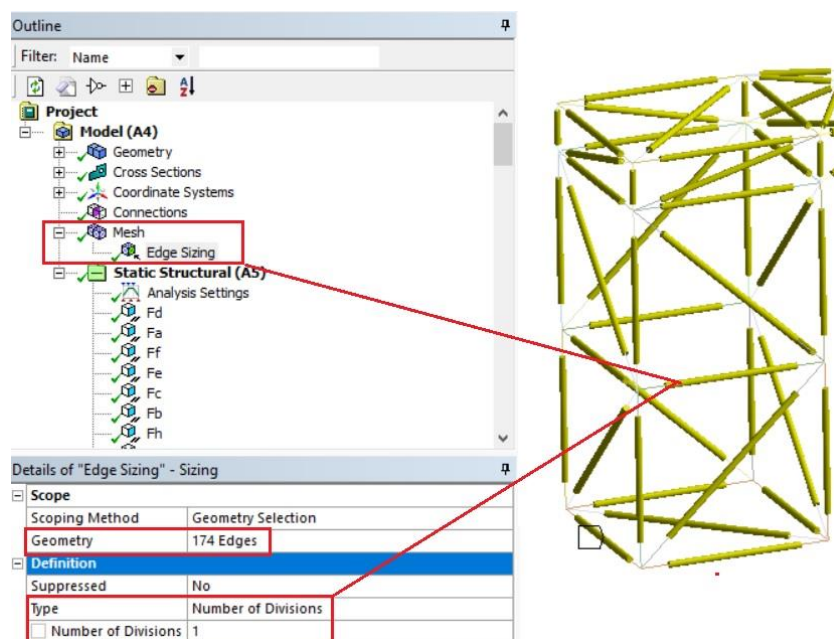 Outline
Filter: Name
Project
Model (A4)
Geometry
Cross Sections
Coordinate Systems
Connections
Mesh
Edge Sizing
Static Structural (A5)
Analysis Settings
Fd
Fa
Ff
Fe
Fc
Fb
Fh
Details of "Edge Sizing" - Sizing
Scope
Scoping Method Geometry Selection
Geometry 174 Edges
Definition
Suppressed No
Type Number of Divisions
Number of Divisions 1